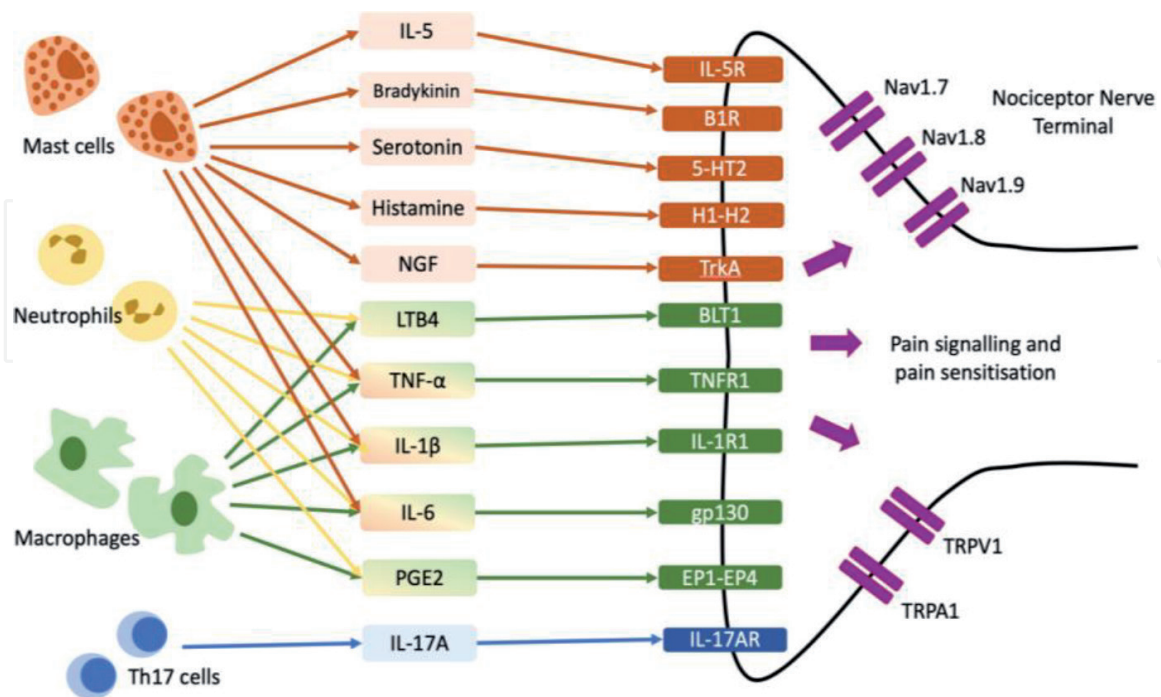 Mast cells
Neutrophils
Macrophages
Th17 cells
IL-5
Bradykinin
Serotonin
Histamine
NGF
LTB4
TNF-α
IL-1β
IL-6
PGE2
IL-17A
IL-5R
B1R
5-HT2
H1-H2
TrkA
BLT1
TNFR1
IL-1R1
gp130
EP1-EP4
IL-17AR
Nav1.7
Nav1.8
Nav1.9
Nociceptor Nerve
Terminal
Pain signalling and
pain sensitisation
TRPV1
TRPA1